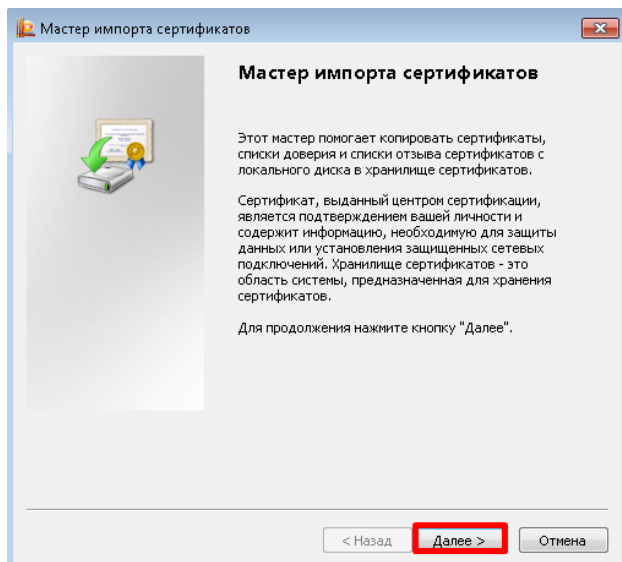 Мастер импорта сертификатов
Мастер импорта сертификатов
Этот мастер помогает копировать сертификаты,
списки доверия и списки отзыва сертификатов с
локального диска в хранилище сертификатов.
Сертификат, выданный центром сертификации,
является подтверждением вашей личности и
содержит информацию, необходимую для защиты
данных или установления защищенных сетевых
подключений. Хранилище сертификатов - это
область системы, предназначенная для хранения
сертификатов.
Для продолжения нажмите кнопку "Далее".
< Назад Далее > Отмена